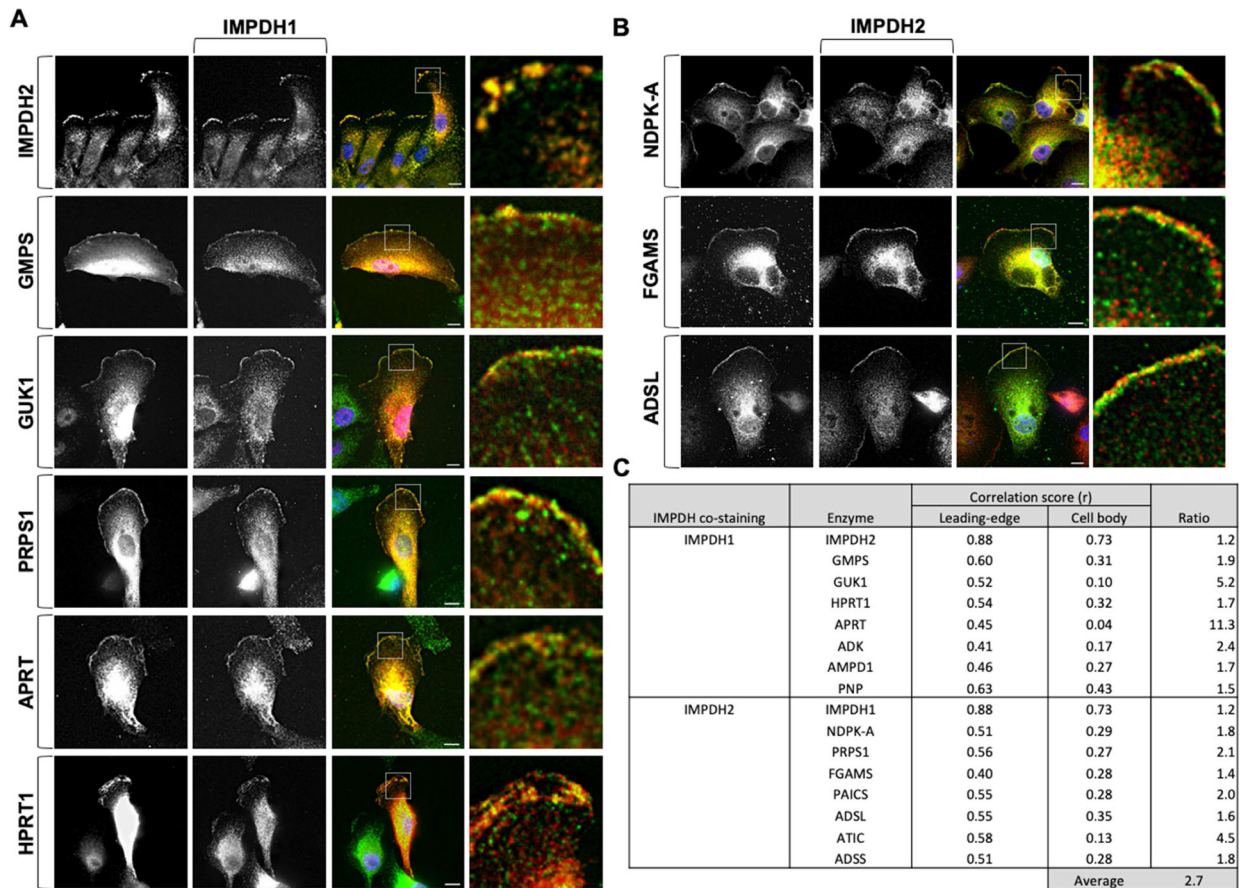 A
IMPDH1
IMPDH2
GMPS
GUK1
PRPS1
APRT
HPRT1
B
IMPDH2
NDPK-A
FGAMS
ADSL
C
Correlation score (r)
IMPDH co-staining Enzyme Leading-edge Cell body Ratio
IMPDH1 IMPDH2 0.88 0.73 1.2
GMPS 0.60 0.31 1.9
GUK1 0.52 0.10 5.2
HPRT1 0.54 0.32 1.7
APRT 0.45 0.04 11.3
ADK 0.41 0.17 2.4
AMPD1 0.46 0.27 1.7
PNP 0.63 0.43 1.5
IMPDH2 IMPDH1 0.88 0.73 1.2
NDPK-A 0.51 0.29 1.8
PRPS1 0.56 0.27 2.1
FGAMS 0.40 0.28 1.4
PAICS 0.55 0.28 2.0
ADSL 0.55 0.35 1.6
ATIC 0.58 0.13 4.5
ADSS 0.51 0.28 1.8
Average 2.7